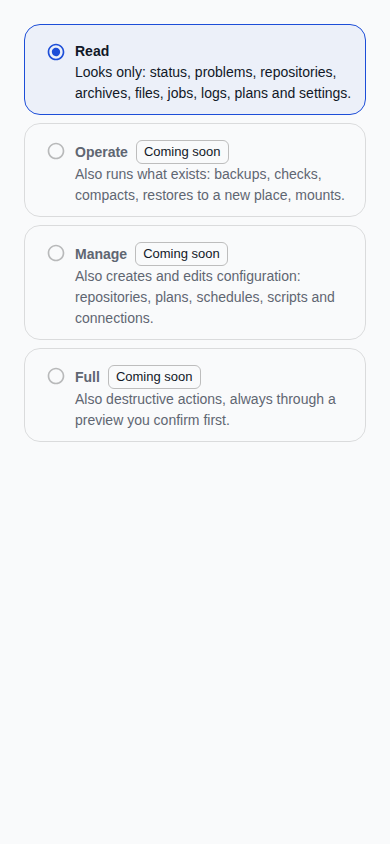 Read
Looks only: status, problems, repositories,
archives, files, jobs, logs, plans and settings.
Operate Coming soon
Also runs what exists: backups, checks,
compacts, restores to a new place, mounts.
Manage Coming soon
Also creates and edits configuration:
repositories, plans, schedules, scripts and
connections.
Full Coming soon
Also destructive actions, always through a
preview you confirm first.